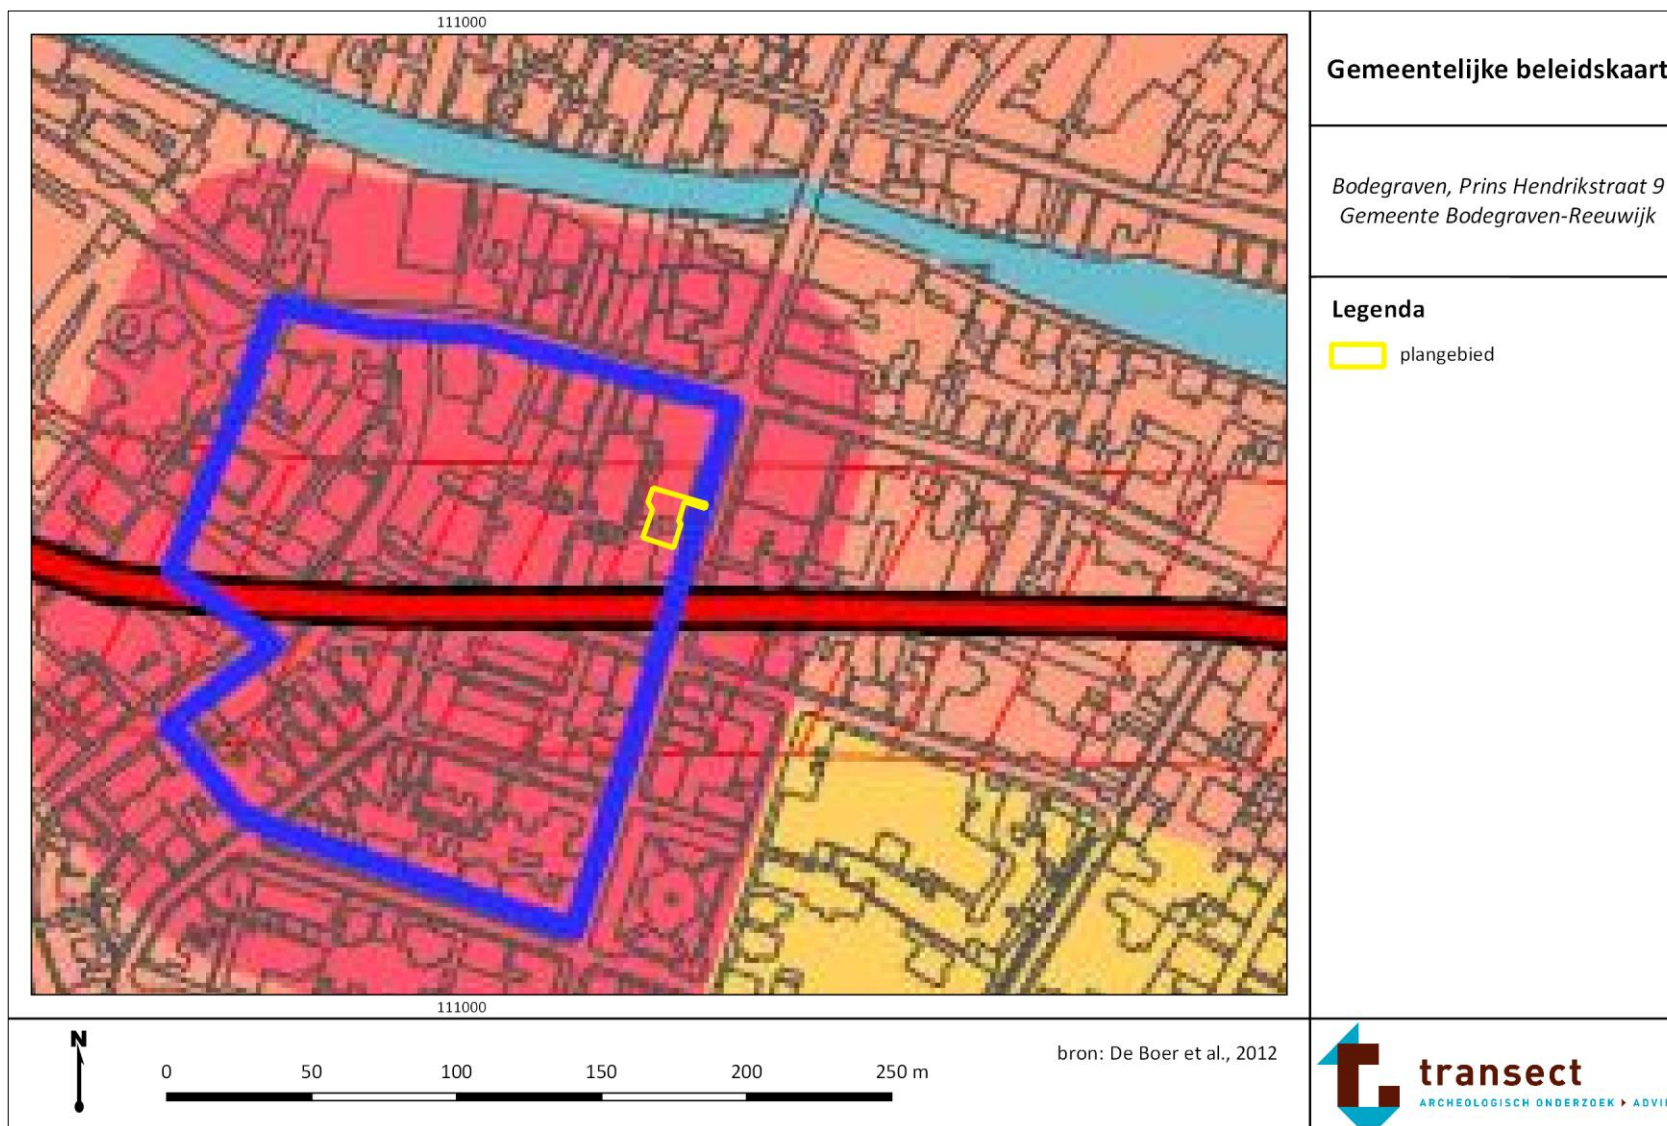 111000
Gemeentelijke beleidskaart
Bodegraven, Prins Hendrikstraat 9
Gemeente Bodegraven-Reeuwijk
Legenda
plangebied
111000
N
0 50 100 150 200 250 m
bron: De Boer et al., 2012
transect
ARCHEOLOGISCH ONDERZOEK ADVI